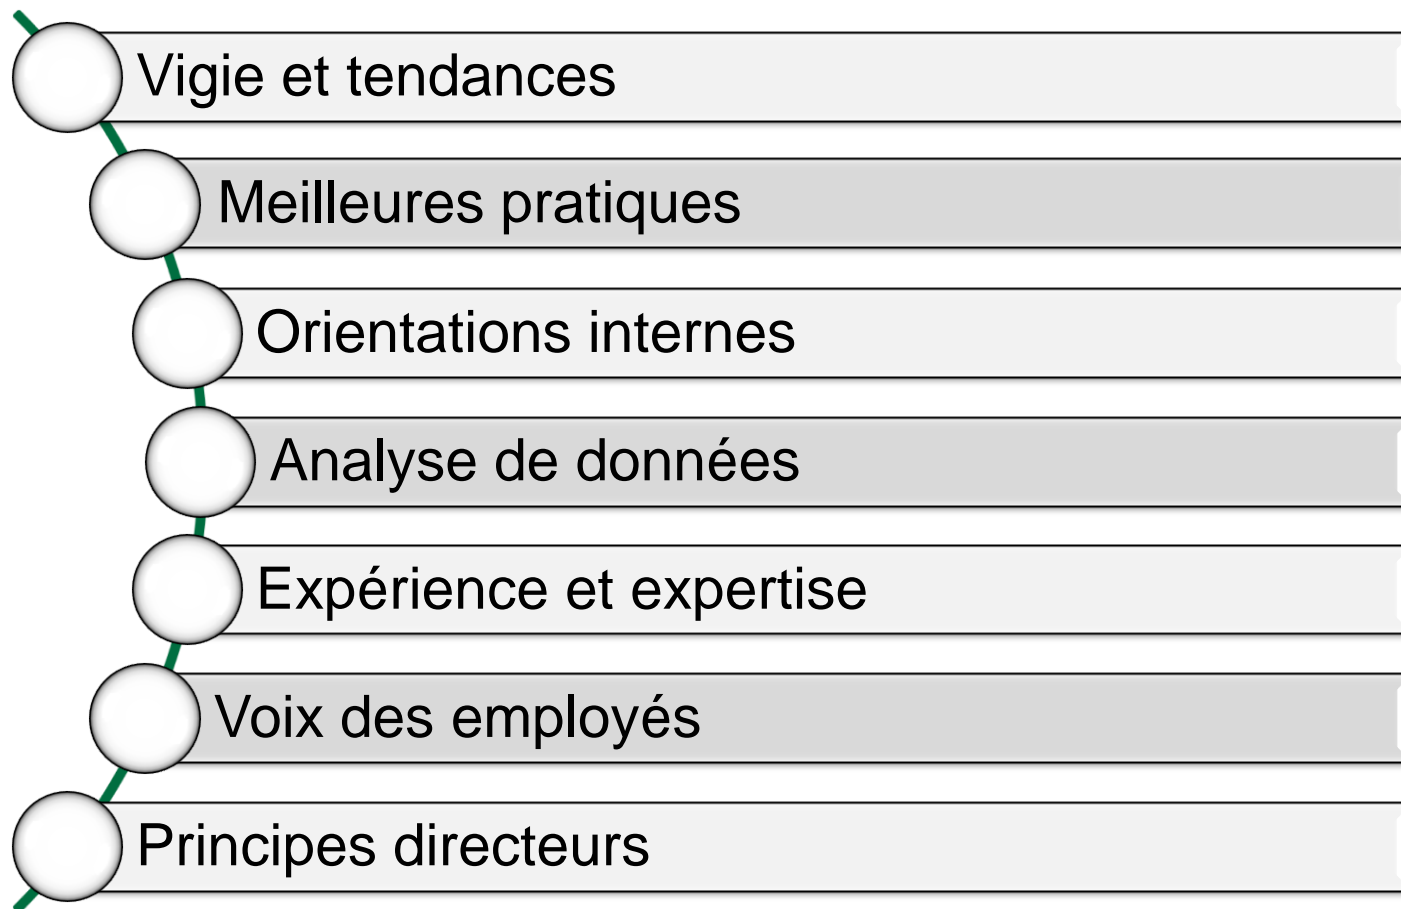 Vigie et tendances
Meilleures pratiques
Orientations internes
Analyse de données
Expérience et expertise
Voix des employés
Principes directeurs